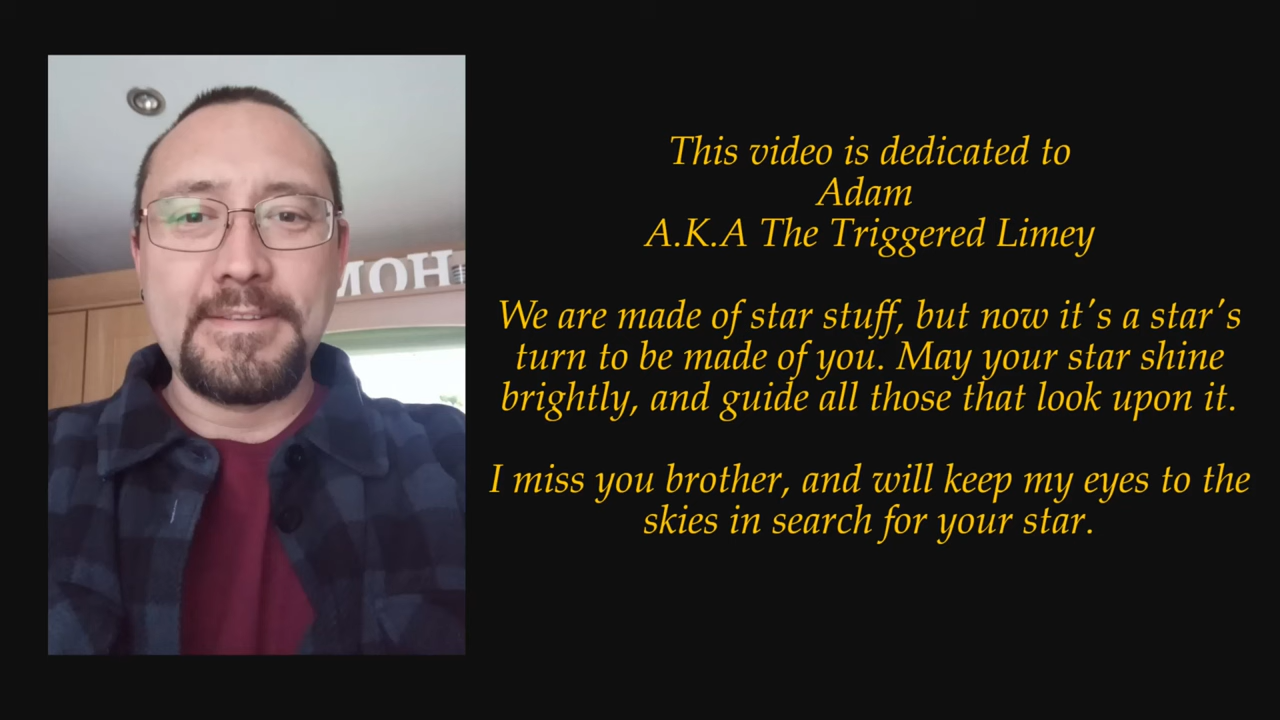 MOH
This video is dedicated to
Adam
A.K.A The Triggered Limey
We are made of star stuff, but now it's a star's
turn to be made of you. May your star shine
brightly, and guide all those that look upon it.
I miss you brother, and will keep my eyes to the
skies in search for your star.